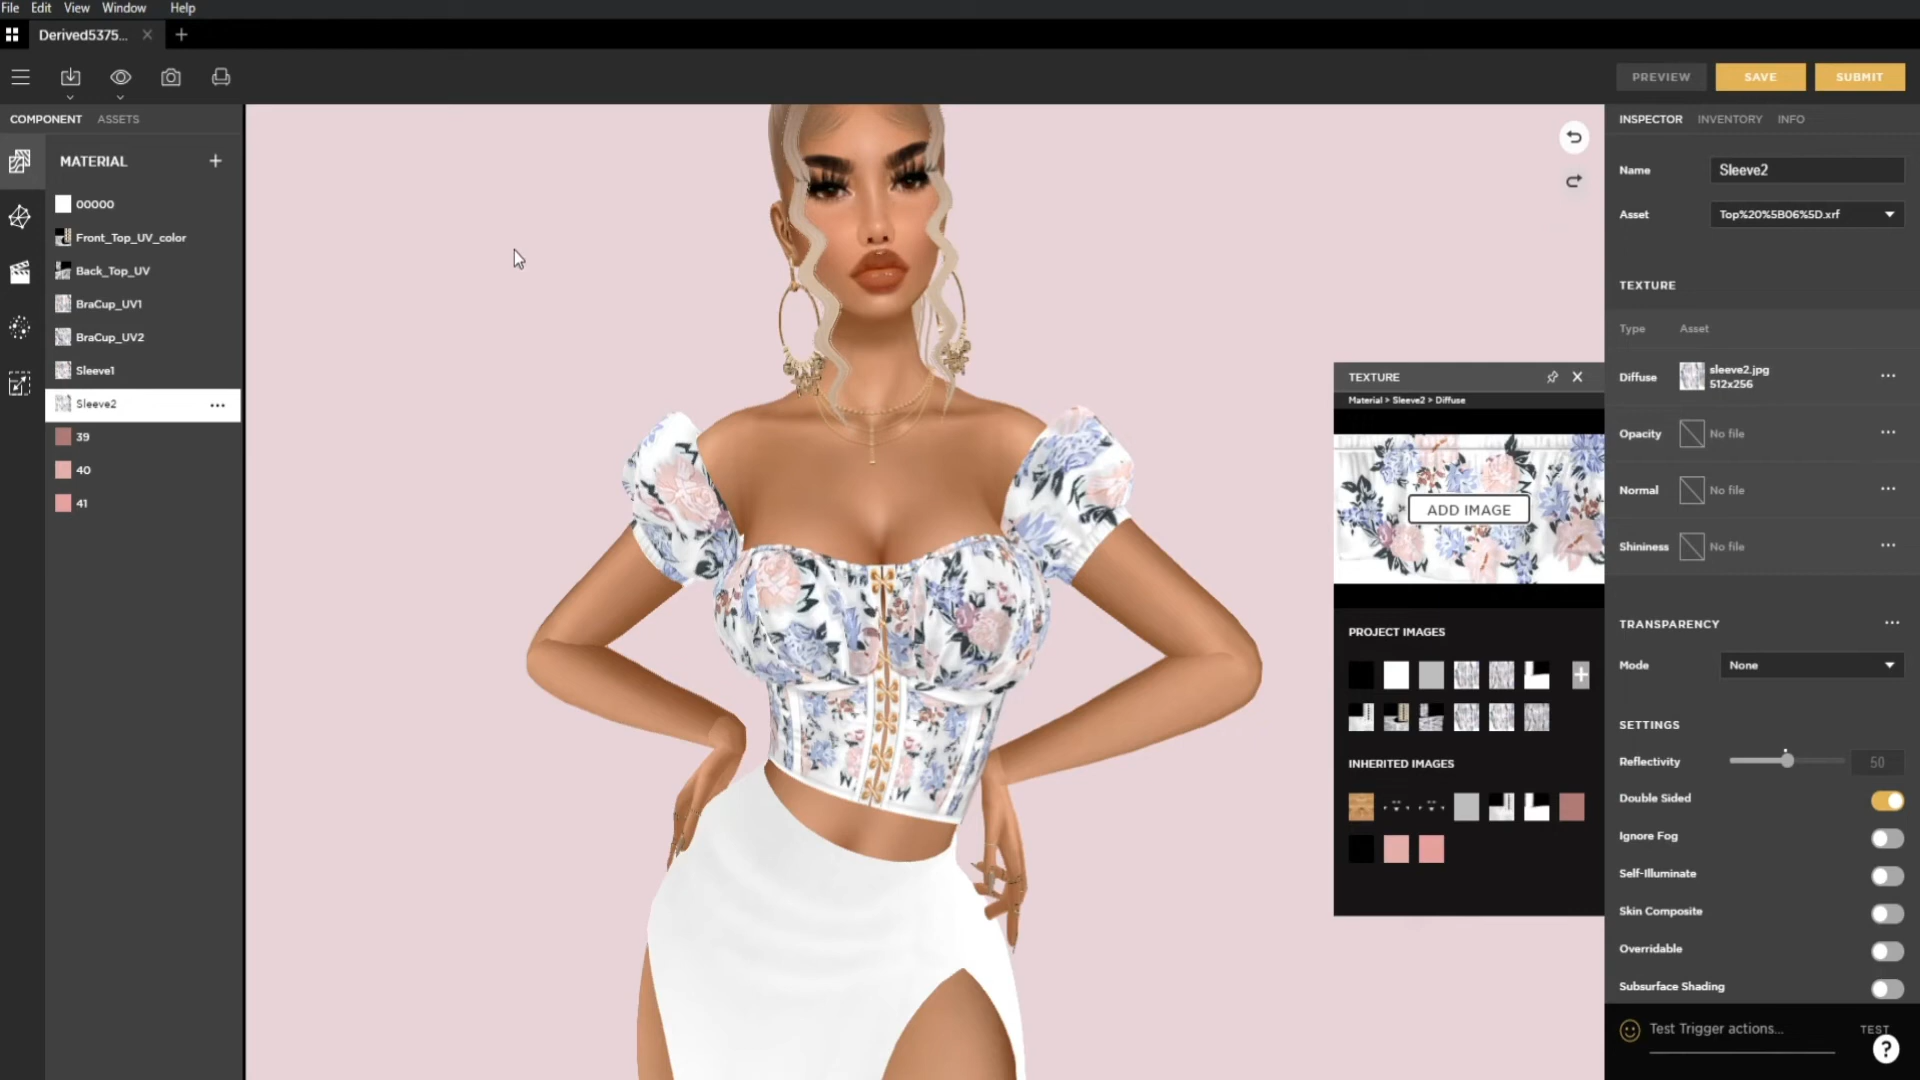 File Edit View Window Help
Derived5375...
PREVIEW SAVE SUBMIT
COMPONENT ASSETS
MATERIAL
00000
Front_Top_UV_color
Back_Top_UV
BraCup_UV1
BraCup_UV2
Sleeve1
Sleeve2
39
40
41
TEXTURE
Material > Sleeve2 > Diffuse
ADD IMAGE
PROJECT IMAGES
INHERITED IMAGES
INSPECTOR INVENTORY INFO
Name Sleeve2
Asset Top%20%5B06%5D.xrf
TEXTURE
Type Asset
Diffuse sleeve2.jpg
512x256
Opacity No file
Normal No file
Shininess No file
TRANSPARENCY
Mode None
SETTINGS
Reflectivity 50
Double Sided
Ignore Fog
Self-Illuminate
Skin Composite
Overridable
Subsurface Shading
Test Trigger actions... TEST
?